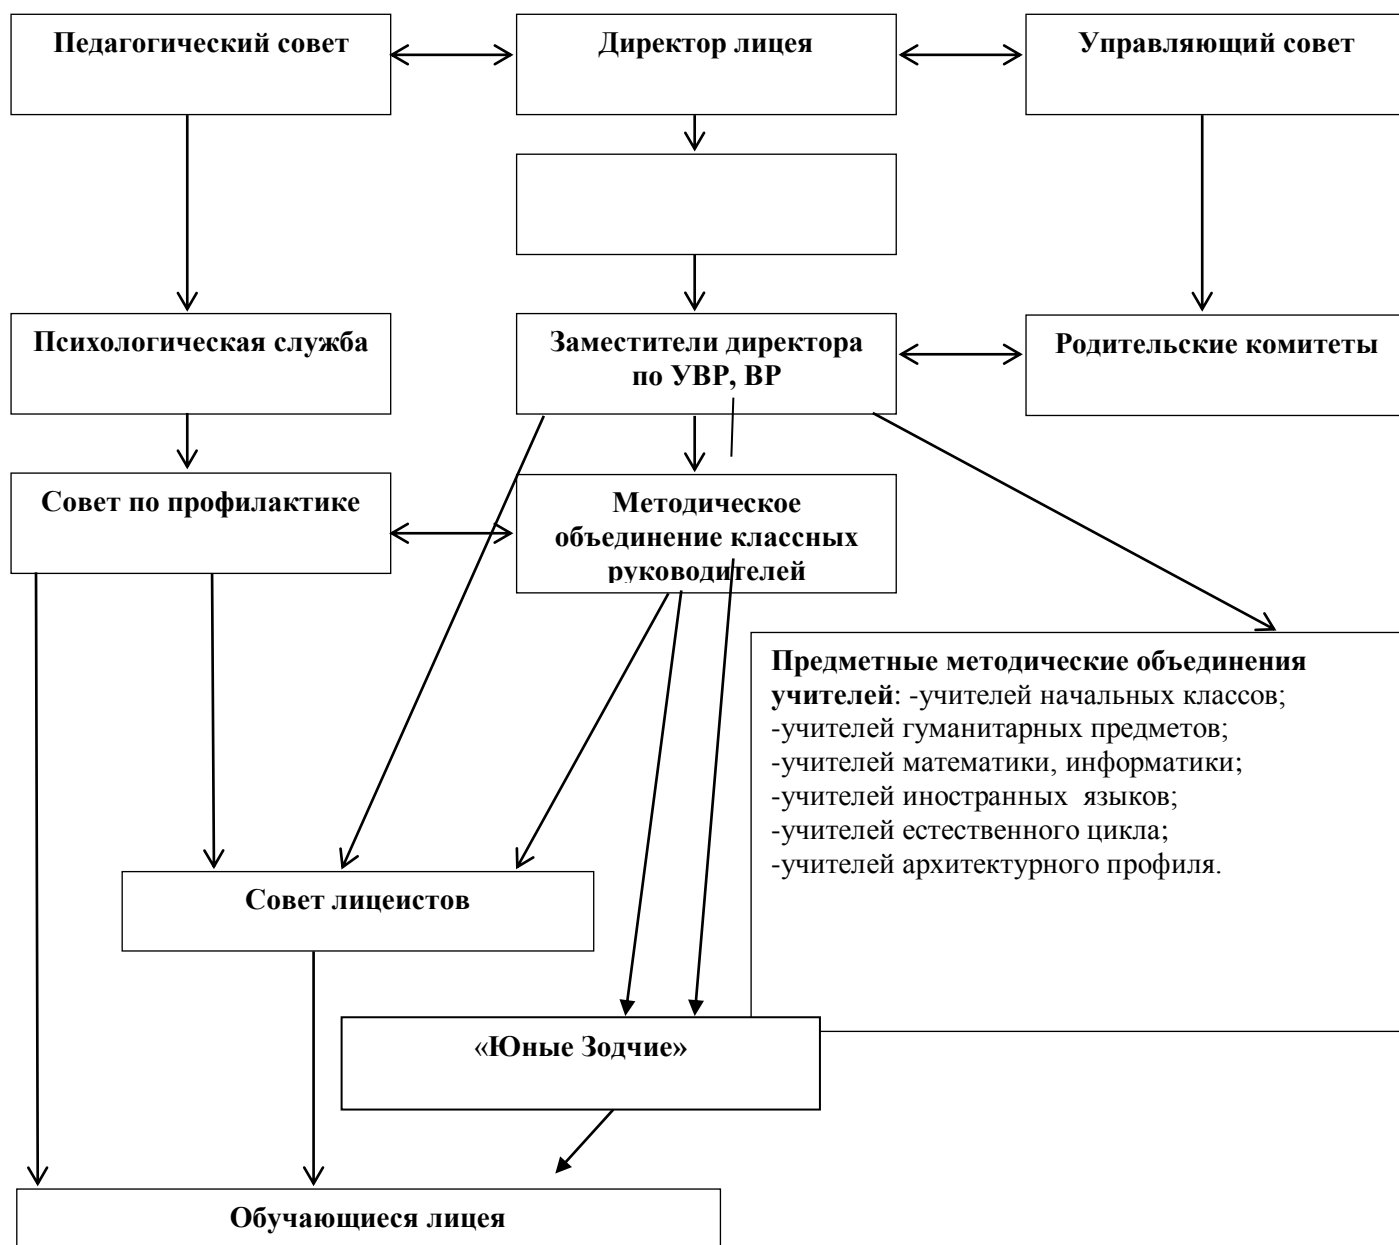 Педагогический совет
Директор лицея
Управляющий совет
Психологическая служба
Заместители директора
по УВР, ВР
Родительские комитеты
Совет по профилактике
Методическое
объединение классных
руководителей
Предметные методические объединения
учителей: -учителей начальных классов;
-учителей гуманитарных предметов;
-учителей математики, информатики;
-учителей иностранных  языков;
-учителей естественного цикла;
-учителей архитектурного профиля.
Совет лицеистов
«Юные Зодчие»
Обучающиеся лицея